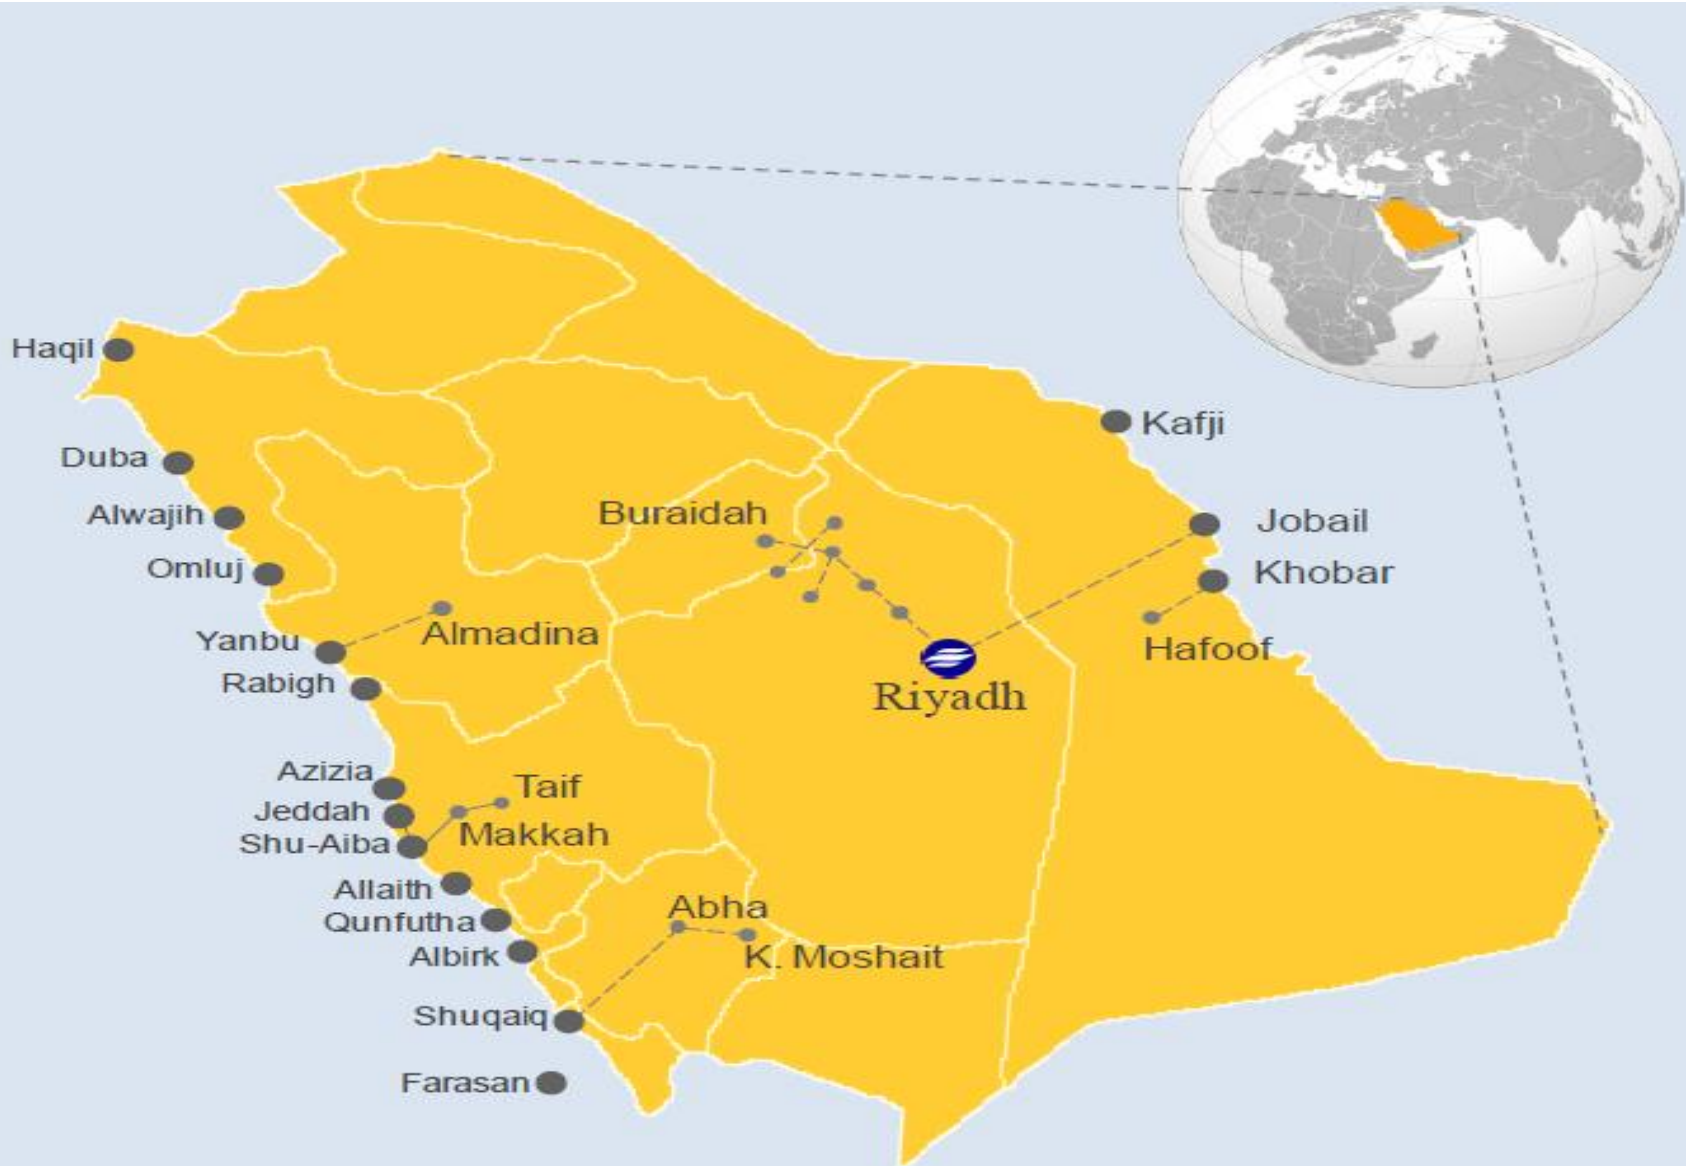 Haqil
Kafji
Duba
Buraidah
Alwajih
Jobail
Omluj
Khobar
Almadina
Yanbu
Hafoof
Rabigh
Riyadh
Azizia
Taif
Jeddah
Makkah
Shu-Aiba
Allaith
Abha
Qunfutha
Albirk
K. Moshait
Shuqaiq
Farasan